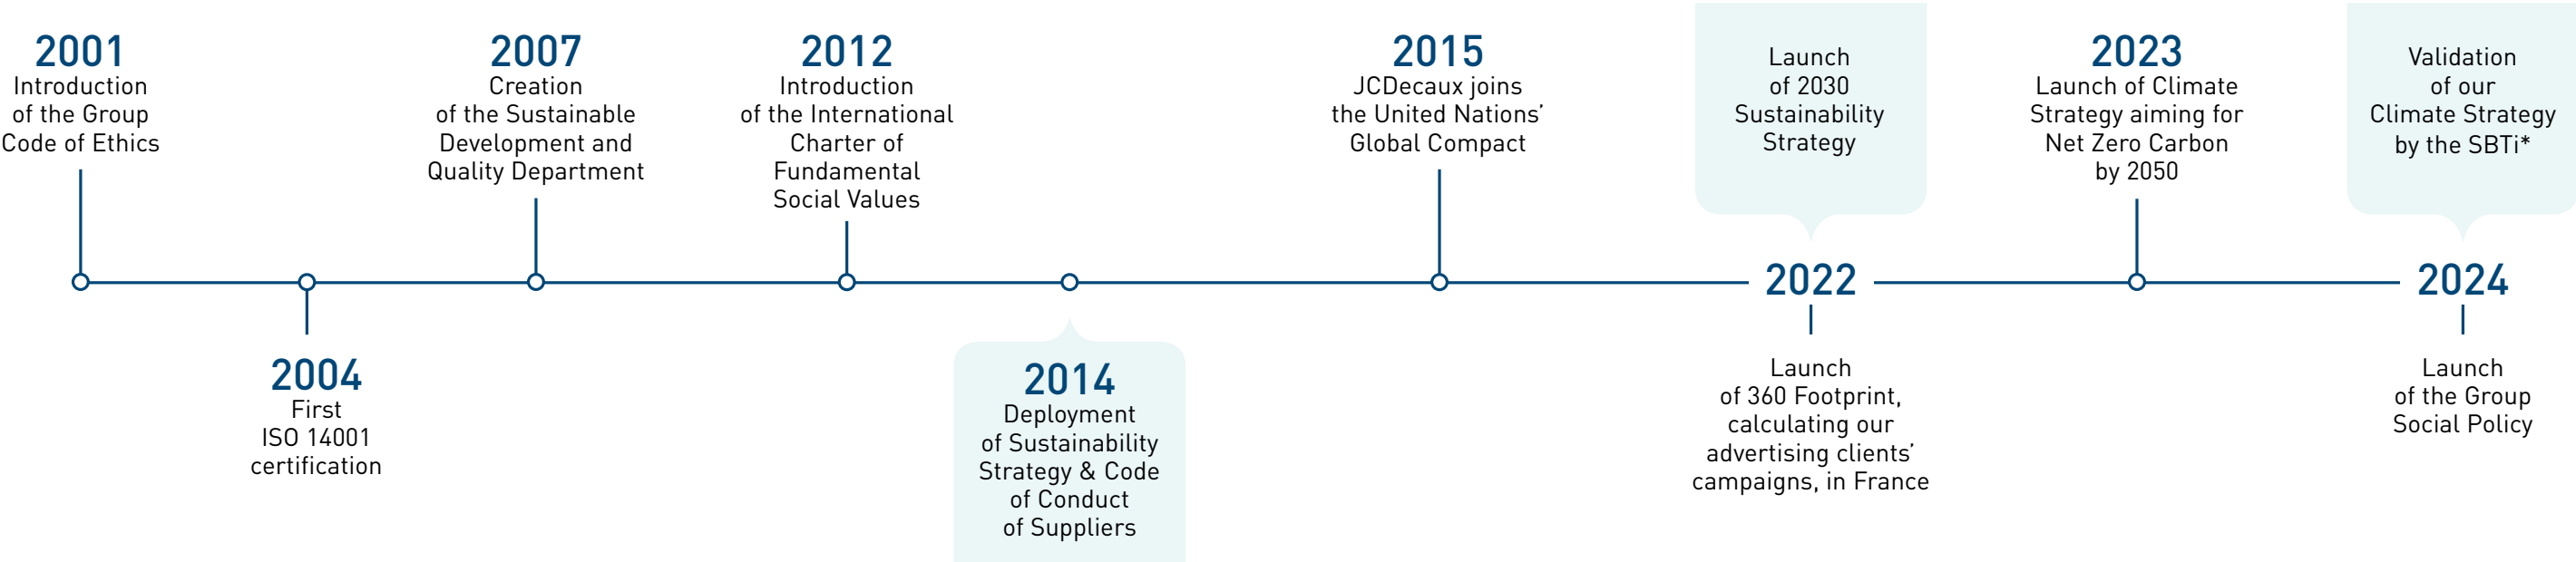 2001
Introduction
of the Group
Code of Ethics
2004
First
ISO 14001
certification
2007
Creation
of the Sustainable
Development and
Quality Department
2012
Introduction
of the International
Charter of
Fundamental
Social Values
2014
Deployment
of Sustainability
Strategy & Code
of Conduct
of Suppliers
2015
JCDecaux joins
the United Nations’
Global Compact
Launch
of 2030
Sustainability
Strategy
2022
Launch
of 360 Footprint,
calculating our
advertising clients’
campaigns, in France
2023
Launch of Climate
Strategy aiming for
Net Zero Carbon
by 2050
Validation
of our
Climate Strategy
by the SBTi*
2024
Launch
of the Group
Social Policy